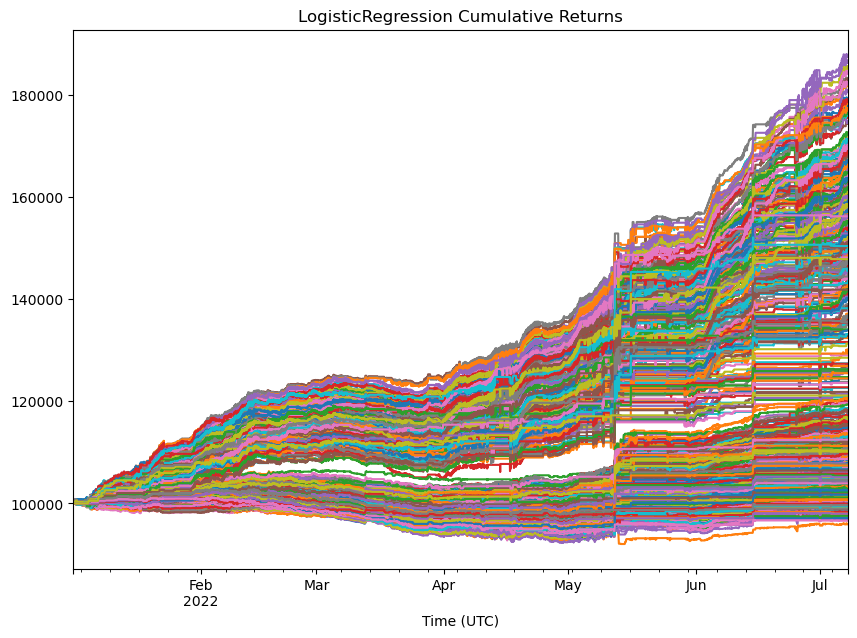 LogisticRegression Cumulative Returns
180000
160000
140000
120000
100000
Feb
2022
Mar
Apr
May
Jun
Jul
Time (UTC)